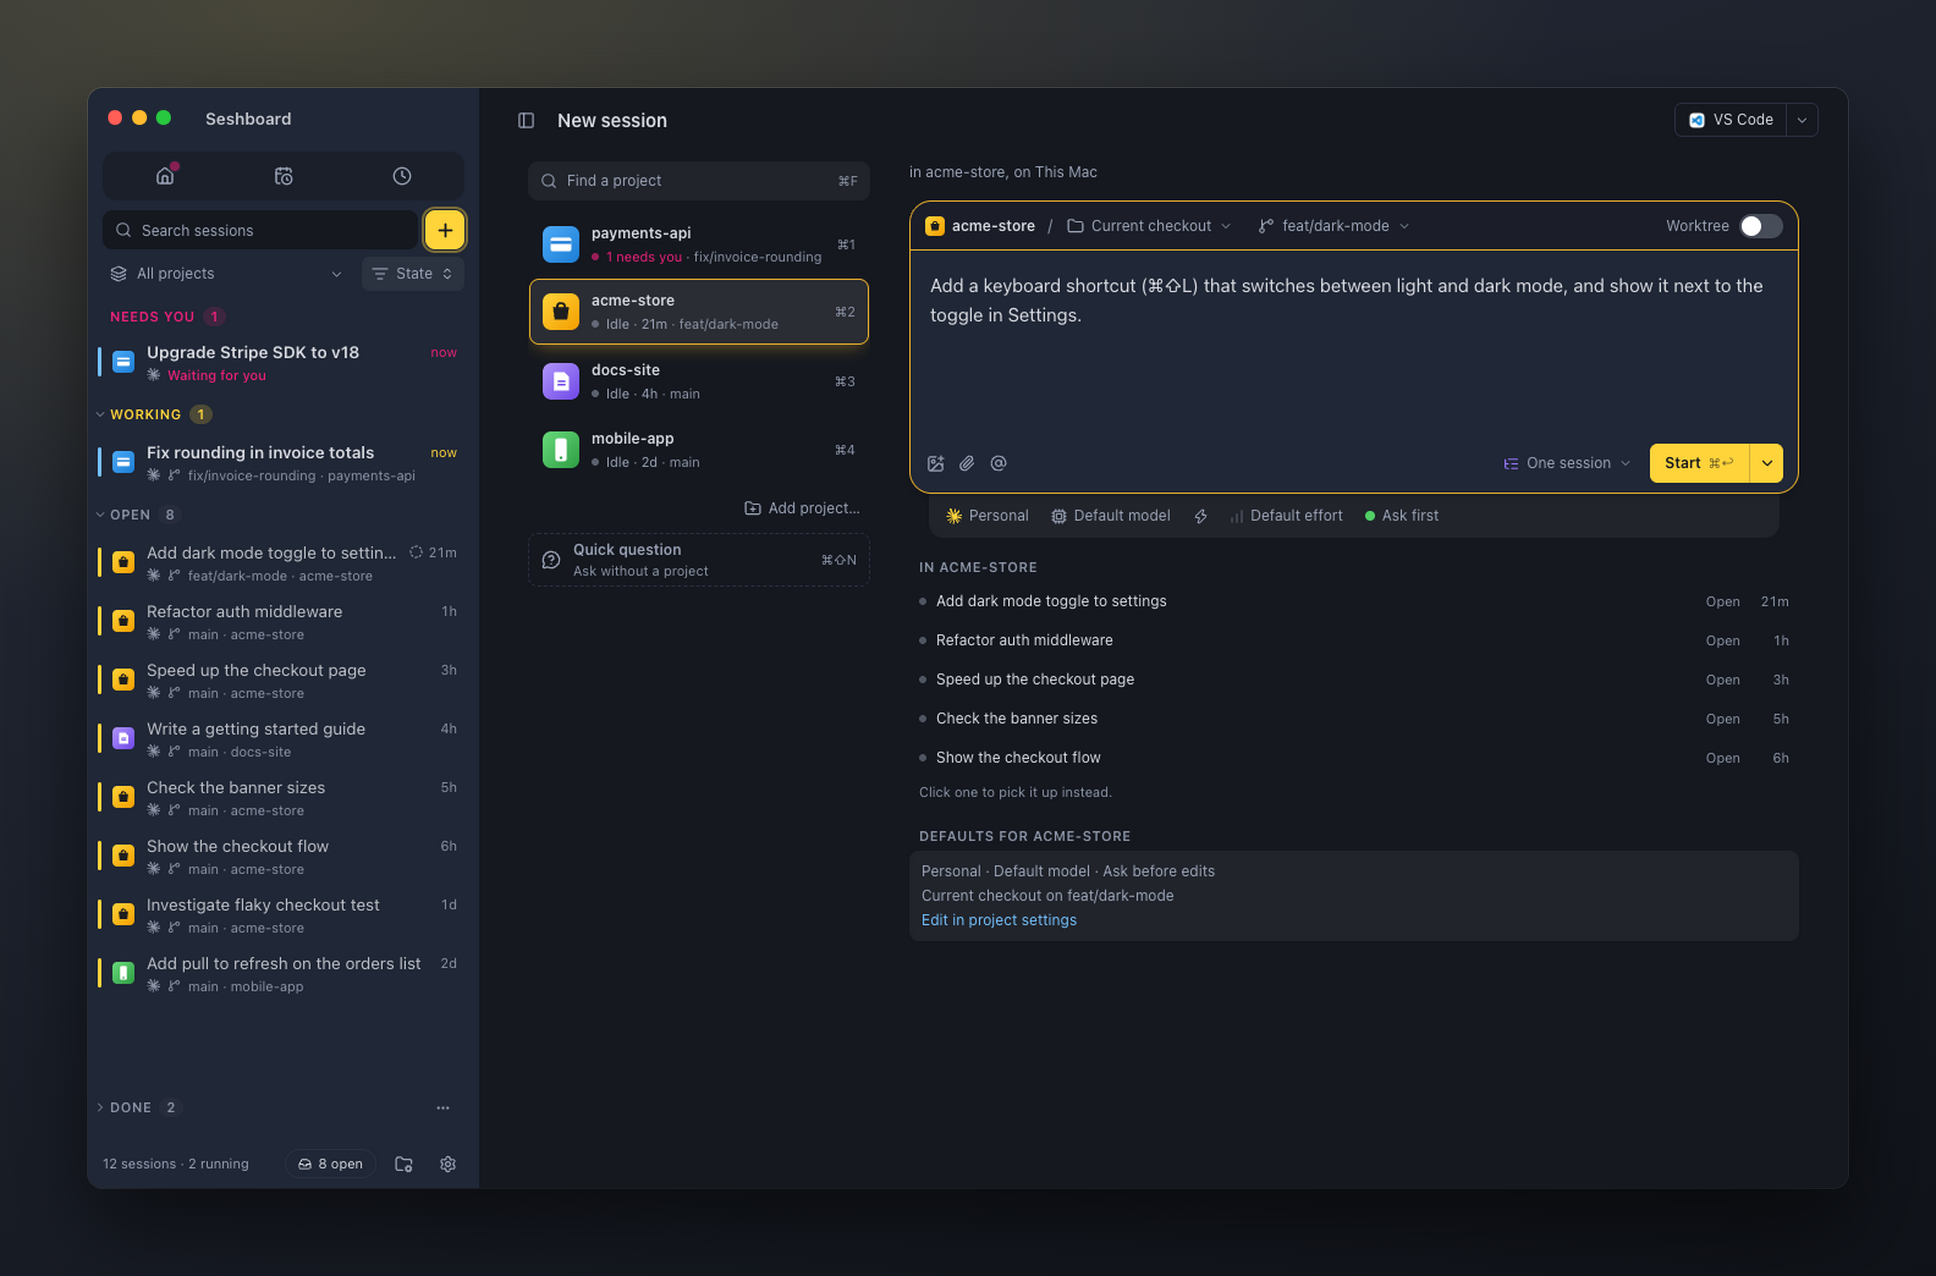 Seshboard
Search sessions
All projects
State
NEEDS YOU 1
Upgrade Stripe SDK to v18 now
Waiting for you
WORKING 1
Fix rounding in invoice totals now
fix/invoice-rounding · payments-api
OPEN 8
Add dark mode toggle to settin... 21m
feat/dark-mode · acme-store
Refactor auth middleware 1h
main · acme-store
Speed up the checkout page 3h
main · acme-store
Write a getting started guide 4h
main · docs-site
Check the banner sizes 5h
main · acme-store
Show the checkout flow 6h
main · acme-store
Investigate flaky checkout test 1d
main · acme-store
Add pull to refresh on the orders list 2d
main · mobile-app
DONE 2
12 sessions · 2 running
8 open
New session
VS Code
Find a project ⌘F
payments-api ⌘1
1 needs you · fix/invoice-rounding
acme-store ⌘2
Idle · 21m · feat/dark-mode
docs-site ⌘3
Idle · 4h · main
mobile-app ⌘4
Idle · 2d · main
Add project...
Quick question ⌘⇧N
Ask without a project
in acme-store, on This Mac
acme-store / Current checkout feat/dark-mode Worktree
Add a keyboard shortcut (⌘⇧L) that switches between light and dark mode, and show it next to the
toggle in Settings.
One session Start ⌘↩
Personal Default model Default effort Ask first
IN ACME-STORE
Add dark mode toggle to settings Open 21m
Refactor auth middleware Open 1h
Speed up the checkout page Open 3h
Check the banner sizes Open 5h
Show the checkout flow Open 6h
Click one to pick it up instead.
DEFAULTS FOR ACME-STORE
Personal · Default model · Ask before edits
Current checkout on feat/dark-mode
Edit in project settings